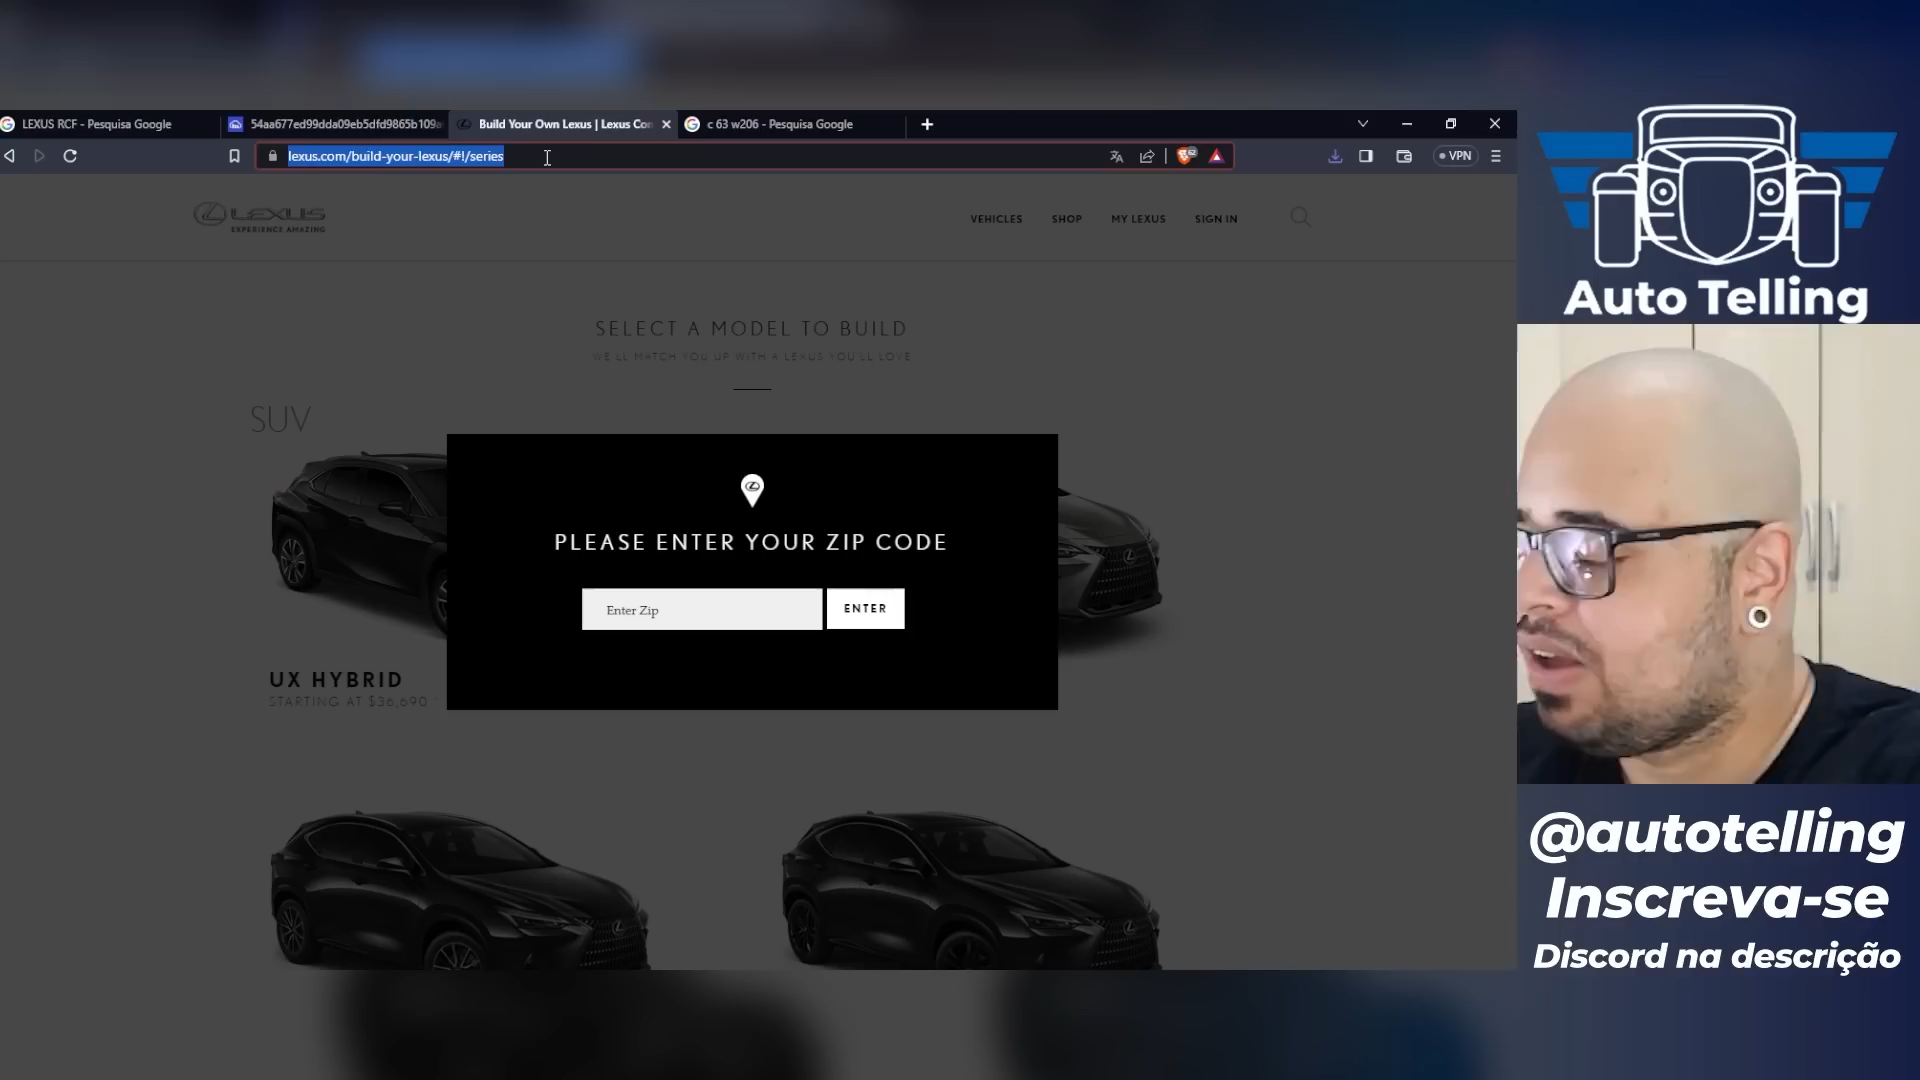 LEXUS RCF - Pesquisa Google
54aa677ed99dda09eb5dfd9865b109a
Build Your Own Lexus | Lexus Con
c 63 w206 - Pesquisa Google
lexus.com/build-your-lexus/#!/series
VPN
LEXUS
EXPERIENCE AMAZING
VEHICLES
SHOP
MY LEXUS
SIGN IN
SELECT A MODEL TO BUILD
WE'LL MATCH YOU UP WITH A LEXUS YOU'LL LOVE
SUV
PLEASE ENTER YOUR ZIP CODE
Enter Zip
ENTER
UX HYBRID
STARTING AT $36,690
Auto Telling
@autotelling
Inscreva-se
Discord na descrição